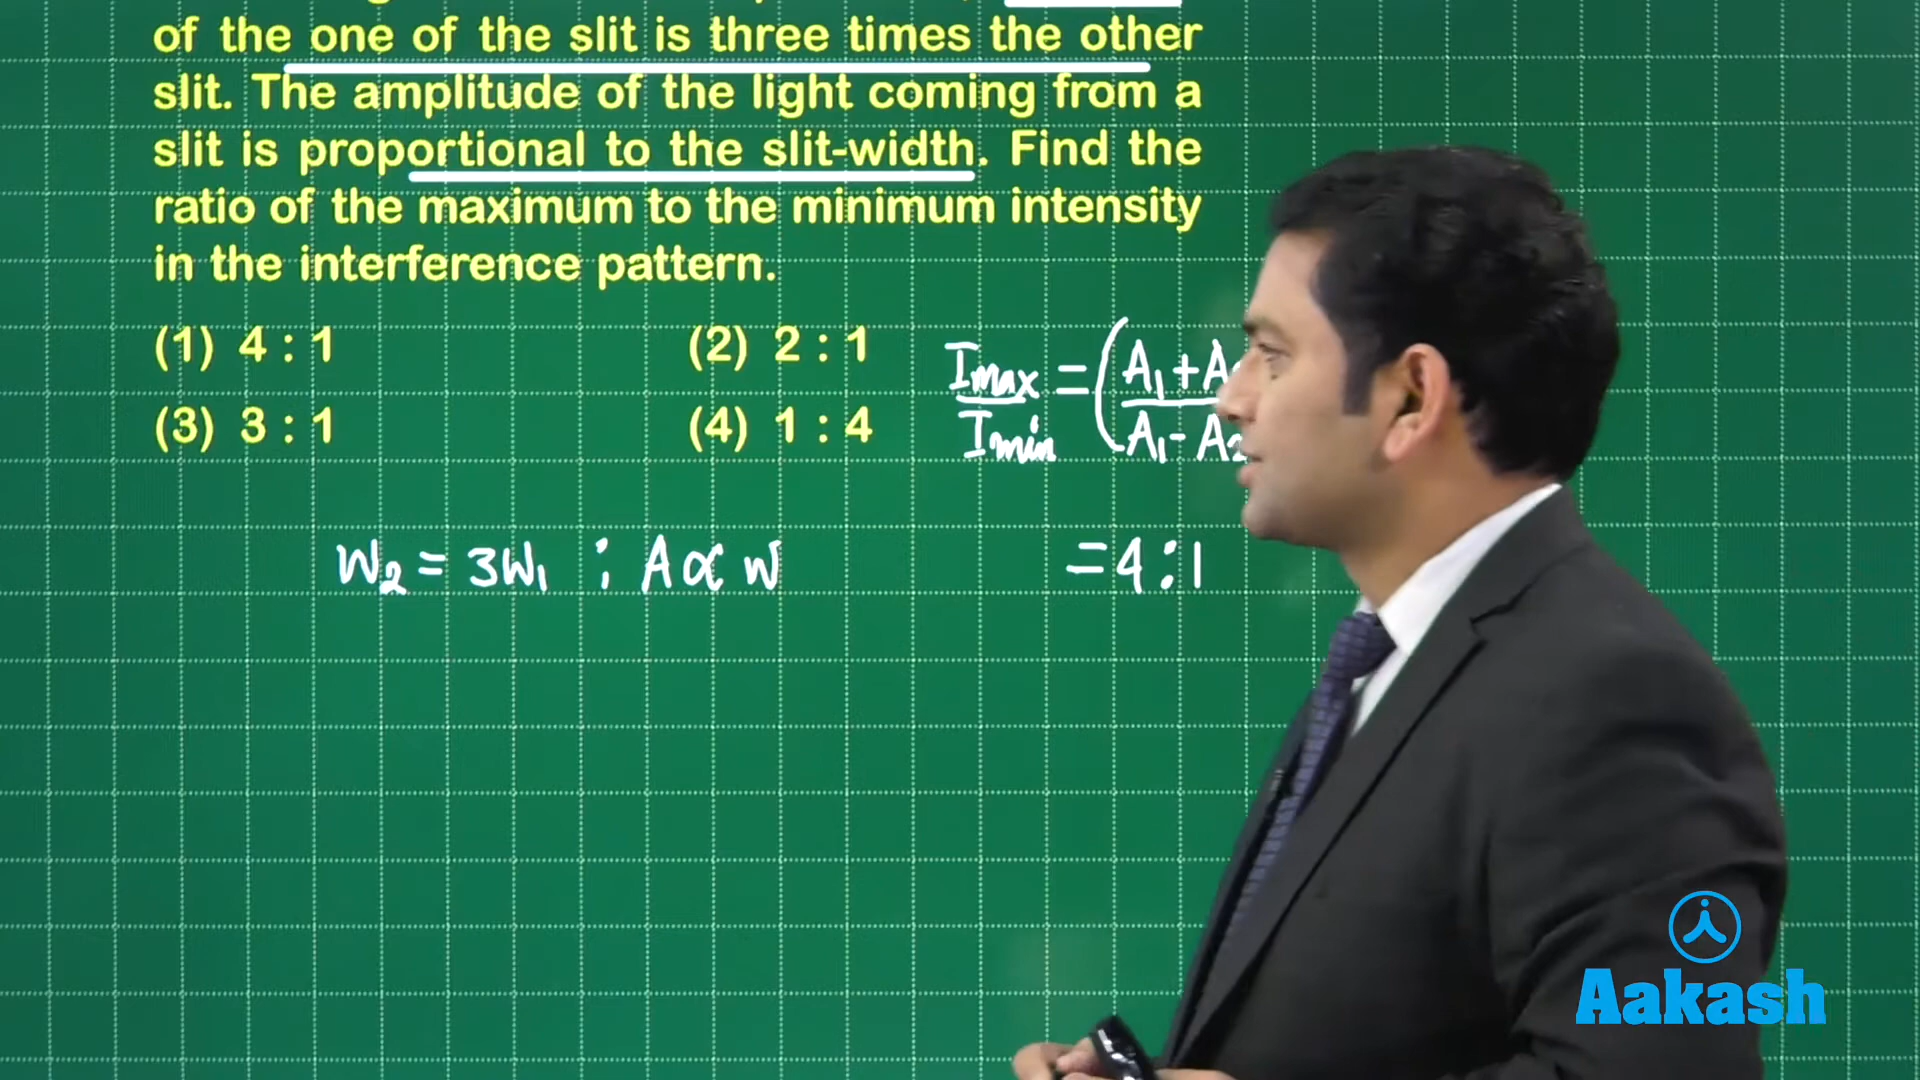 of the one of the slit is three times the other
slit. The amplitude of the light coming from a
slit is proportional to the slit-width. Find the
ratio of the maximum to the minimum intensity
in the interference pattern.
(1) 4 : 1
(2) 2 : 1
(3) 3 : 1
(4) 1 : 4
Imax = (A₁+A
Imin (A₁-A₂
W₂ = 3W₁ ; A∝W
=4:1
Aakash